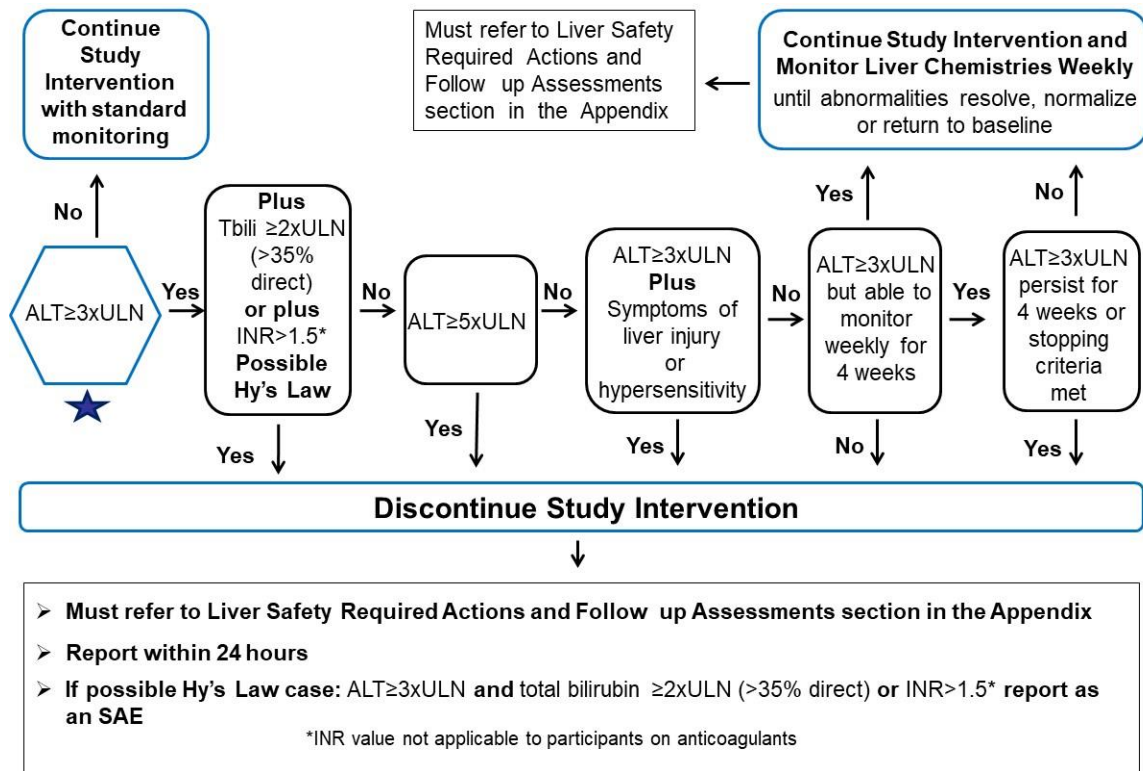 Continue
Study
Intervention
with standard
monitoring
Must refer to Liver Safety
Required Actions and
Follow up Assessments
section in the Appendix
Continue Study Intervention and
Monitor Liver Chemistries Weekly
until abnormalities resolve, normalize
or return to baseline
No
Yes
No
ALT≥3xULN
Yes
Plus
Tbili ≥2xULN
(>35%
direct)
or plus
INR>1.5*
Possible
Hy’s Law
No
ALT≥5xULN
No
ALT≥3xULN
Plus
Symptoms of
liver injury
or
hypersensitivity
No
ALT≥3xULN
but able to
monitor
weekly for
4 weeks
Yes
ALT≥3xULN
persist for
4 weeks or
stopping
criteria
met
Yes
Yes
Yes
No
Yes
Discontinue Study Intervention
➢ Must refer to Liver Safety Required Actions and Follow up Assessments section in the Appendix
➢ Report within 24 hours
➢ If possible Hy’s Law case: ALT≥3xULN and total bilirubin ≥2xULN (>35% direct) or INR>1.5* report as
an SAE
*INR value not applicable to participants on anticoagulants